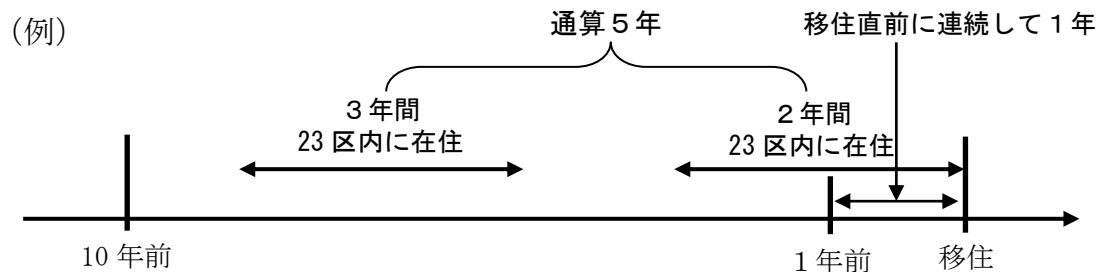 （例）
通算５年
移住直前に連続して１年
３年間
23 区内に在住
２年間
23 区内に在住
10 年前
１年前
移住